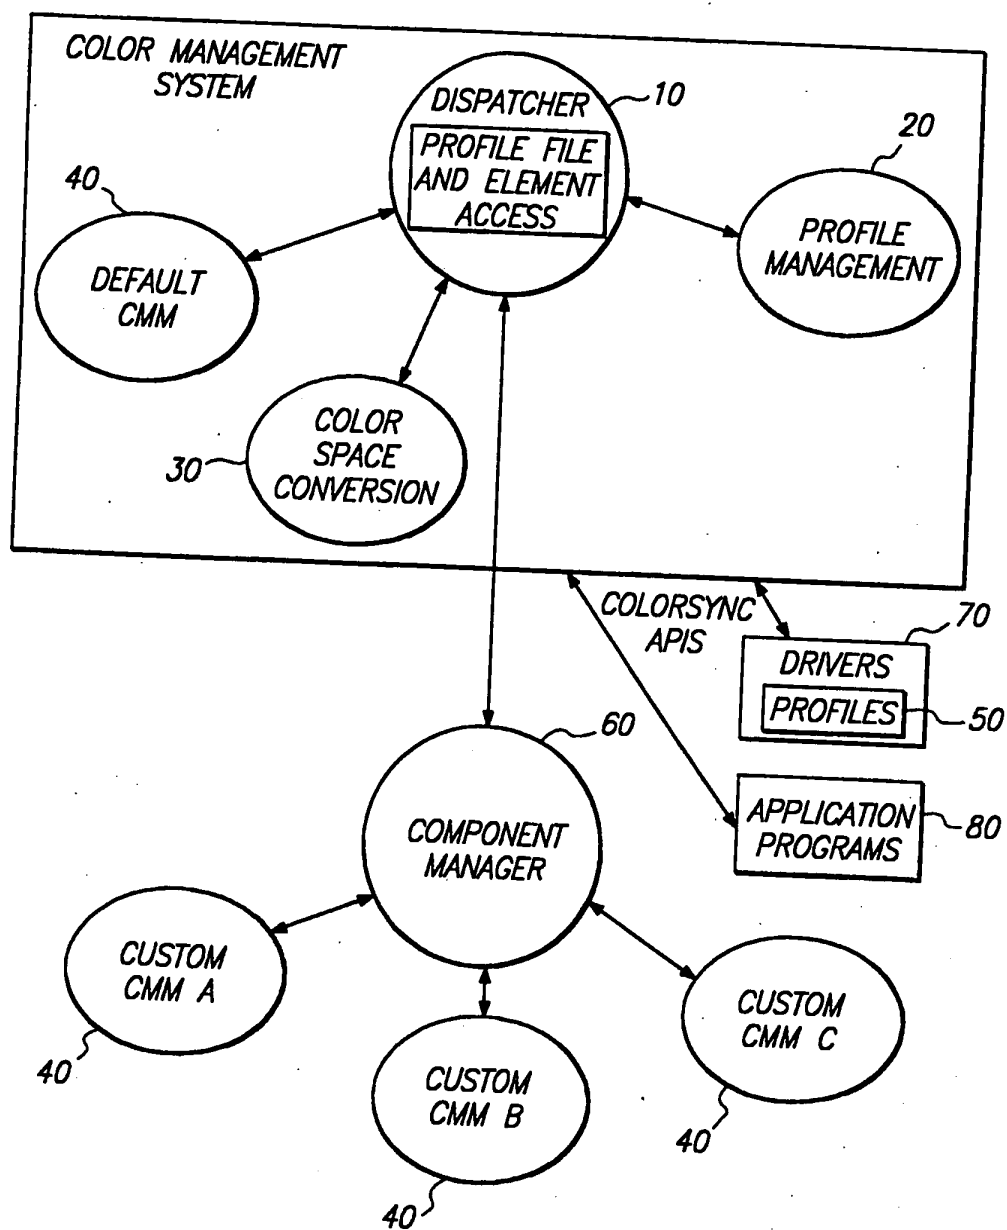 COLOR MANAGEMENT
SYSTEM
DISPATCHER
10
PROFILE FILE
AND ELEMENT
ACCESS
20
40
PROFILE
MANAGEMENT
DEFAULT
CMM
COLOR
SPACE
CONVERSION
30
COLORSYNC
APIS
70
DRIVERS
PROFILES
50
60
APPLICATION
PROGRAMS
80
COMPONENT
MANAGER
CUSTOM
CMM A
40
CUSTOM
CMM B
40
CUSTOM
CMM C
40